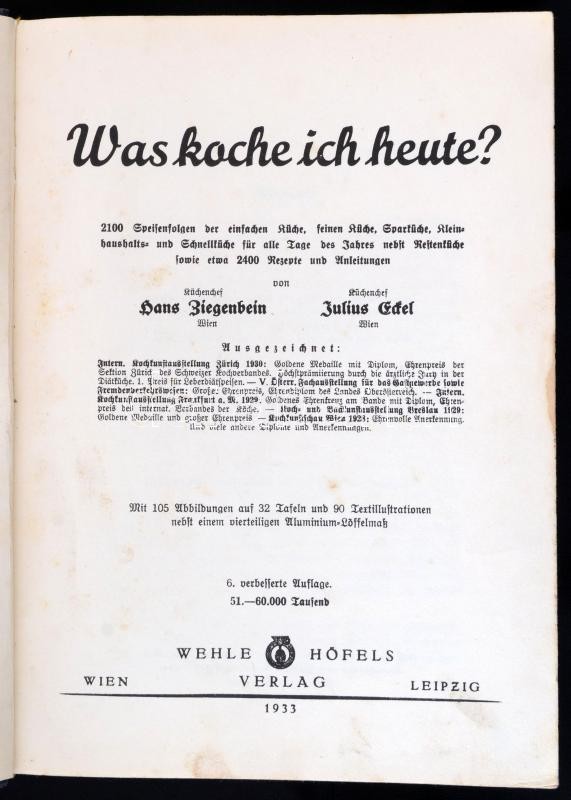 Was koche ich heute?
2100 Speisenfolgen der einfachen Küche, feinen Küche, Sparküche, Klein-
haushalts- und Schnellküche für alle Tage des Jahres nebst Restenküche
sowie etwa 2400 Rezepte und Anleitungen
von
Küchenchef Küchenchef
Hans Ziegenbein Julius Eckel
Wien Wien
Ausgezeichnet:
Intern. Kochkunstausstellung Zürich 1930: Goldene Medaille mit Diplom, Ehrenpreis der
Sektion Zürich des Schweizer Kochverbandes. Höchstprämiierung durch die ärztliche Jury in der
Diätküche. 1. Preis für Leberdiätspeisen. — V. Österr. Fachausstellung für das Gastgewerbe sowie
Fremdenverkehrswesen: Großer Ehrenpreis, Ehrendiplom des Landes Oberösterreich. — Intern.
Kochkunstausstellung Frankfurt a. M. 1929. Goldenes Ehrenkreuz am Bande mit Diplom, Ehren-
preis des internat. Verbandes der Köche. — Koch- und Backkunstausstellung Breslau
Goldene Medaille und großer Ehrenpreis — Kochkunstschau Wien 1923: Ehrenvolle Anerkennung.
Und viele andere Diplome und Anerkennungen.
Mit 105 Abbildungen auf 32 Tafeln und 90 Textillustrationen
nebst einem vierteiligen Aluminium-Löffelmaß
6. verbesserte Auflage.
51.—60.000 Tausend
WEHLE HÖFELS
WIEN VERLAG LEIPZIG
1933